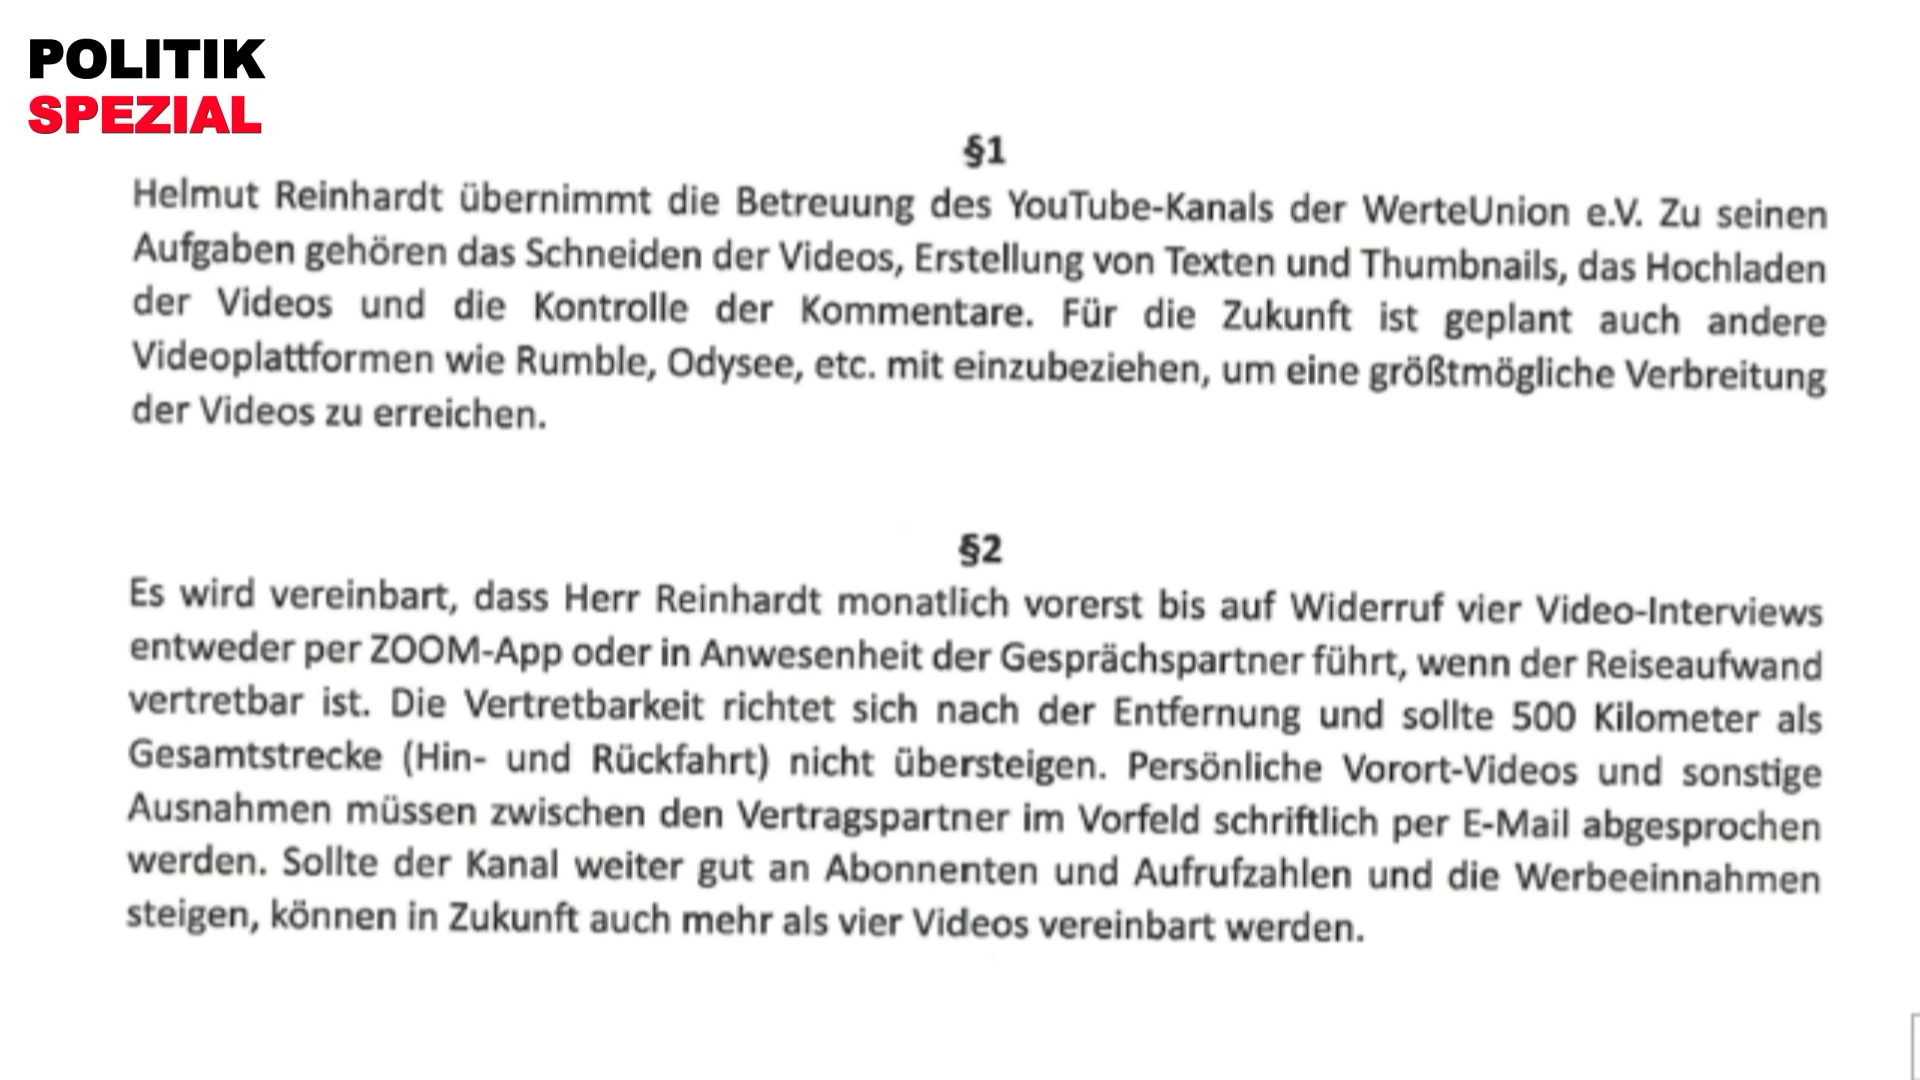 POLITIK
SPEZIAL
§1
Helmut Reinhardt übernimmt die Betreuung des YouTube-Kanals der WerteUnion e.V. Zu seinen
Aufgaben gehören das Schneiden der Videos, Erstellung von Texten und Thumbnails, das Hochladen
der Videos und die Kontrolle der Kommentare. Für die Zukunft ist geplant auch andere
Videoplattformen wie Rumble, Odysee, etc. mit einzubeziehen, um eine größtmögliche Verbreitung
der Videos zu erreichen.
§2
Es wird vereinbart, dass Herr Reinhardt monatlich vorerst bis auf Widerruf vier Video-Interviews
entweder per ZOOM-App oder in Anwesenheit der Gesprächspartner führt, wenn der Reiseaufwand
vertretbar ist. Die Vertretbarkeit richtet sich nach der Entfernung und sollte 500 Kilometer als
Gesamtstrecke (Hin- und Rückfahrt) nicht übersteigen. Persönliche Vorort-Videos und sonstige
Ausnahmen müssen zwischen den Vertragspartner im Vorfeld schriftlich per E-Mail abgesprochen
werden. Sollte der Kanal weiter gut an Abonnenten und Aufrufzahlen und die Werbeeinnahmen
steigen, können in Zukunft auch mehr als vier Videos vereinbart werden.